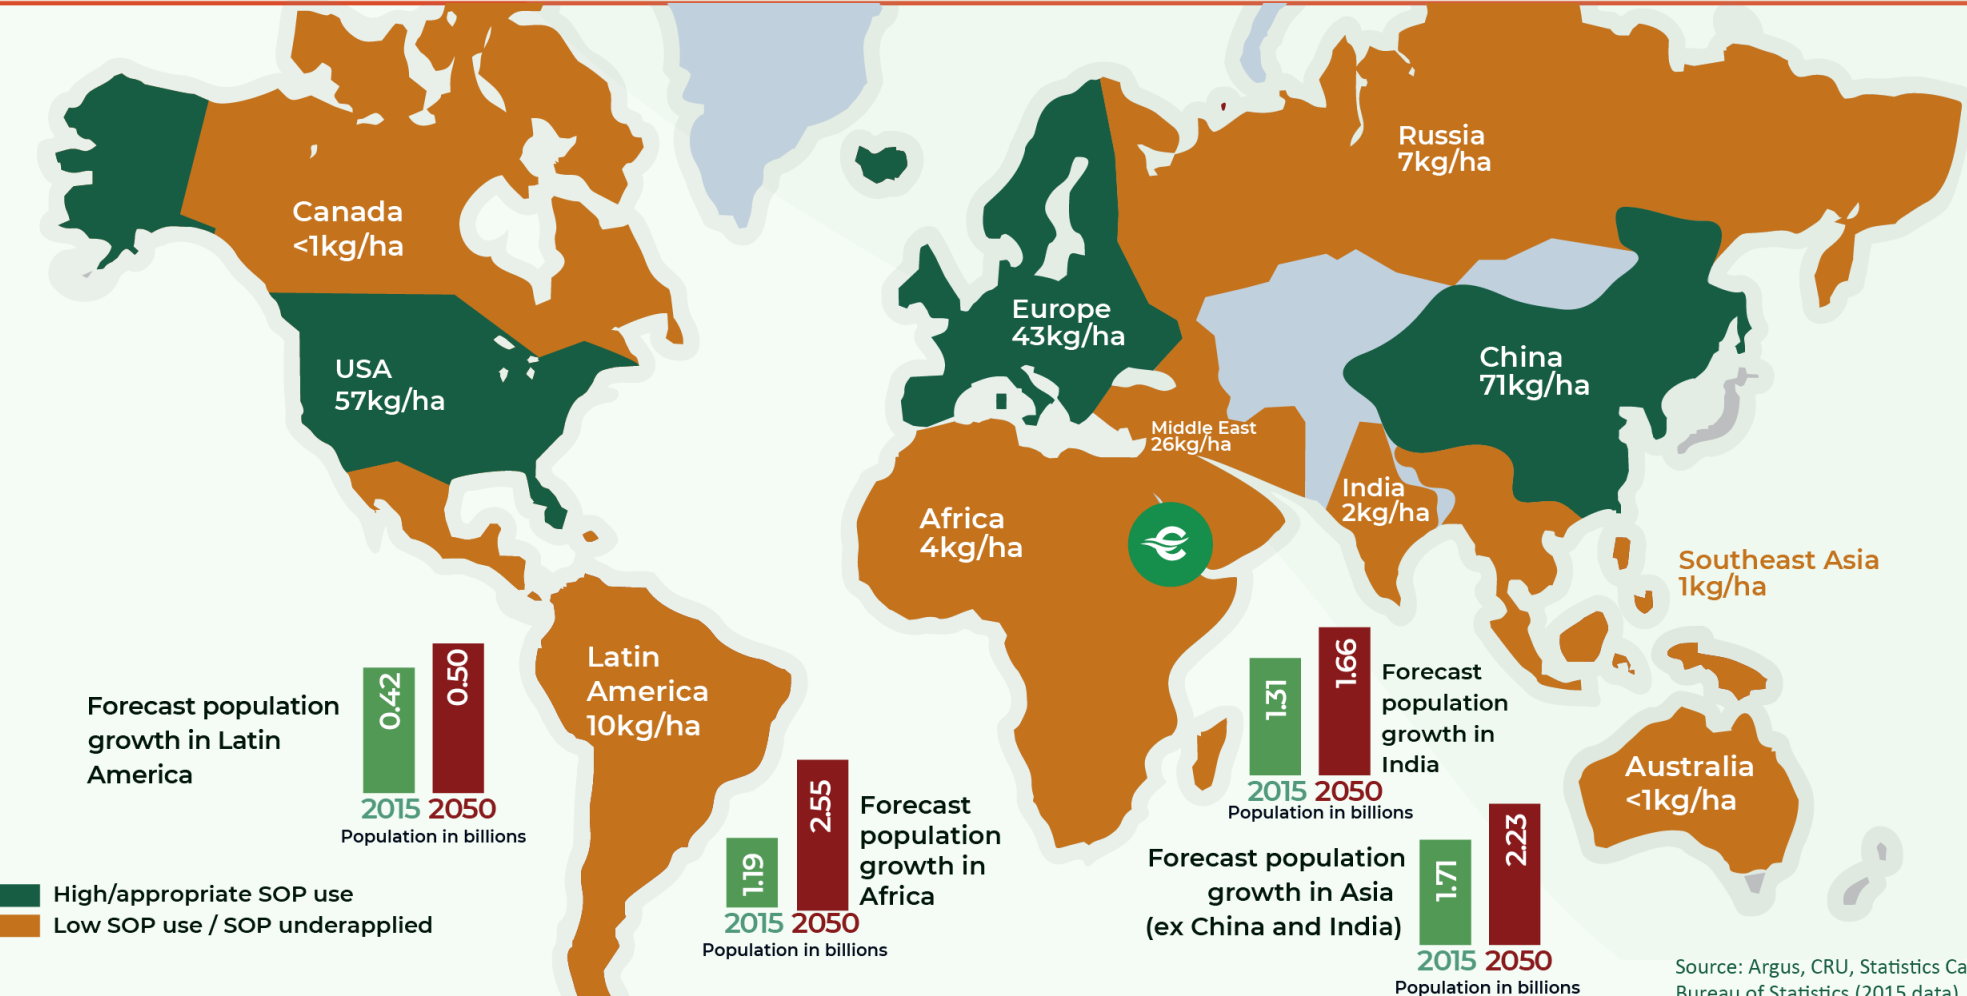 Canada
<1kg/ha
USA
57kg/ha
Europe
43kg/ha
Russia
7kg/ha
China
71kg/ha
Middle East
26kg/ha
India
2kg/ha
Africa
4kg/ha
Southeast Asia
1kg/ha
Latin
America
10kg/ha
Australia
<1kg/ha
Forecast population
growth in Latin
America
0.42
0.50
2015 2050
Population in billions
1.19
2.55
2015 2050
Population in billions
Forecast
population
growth in
Africa
1.31
1.66
2015 2050
Population in billions
Forecast
population
growth in
India
Forecast population
growth in Asia
(ex China and India)
1.71
2.23
2015 2050
Population in billions
High/appropriate SOP use
Low SOP use / SOP underapplied
Source: Argus, CRU, Statistics Ca
Bureau of Statistics (2015 data)